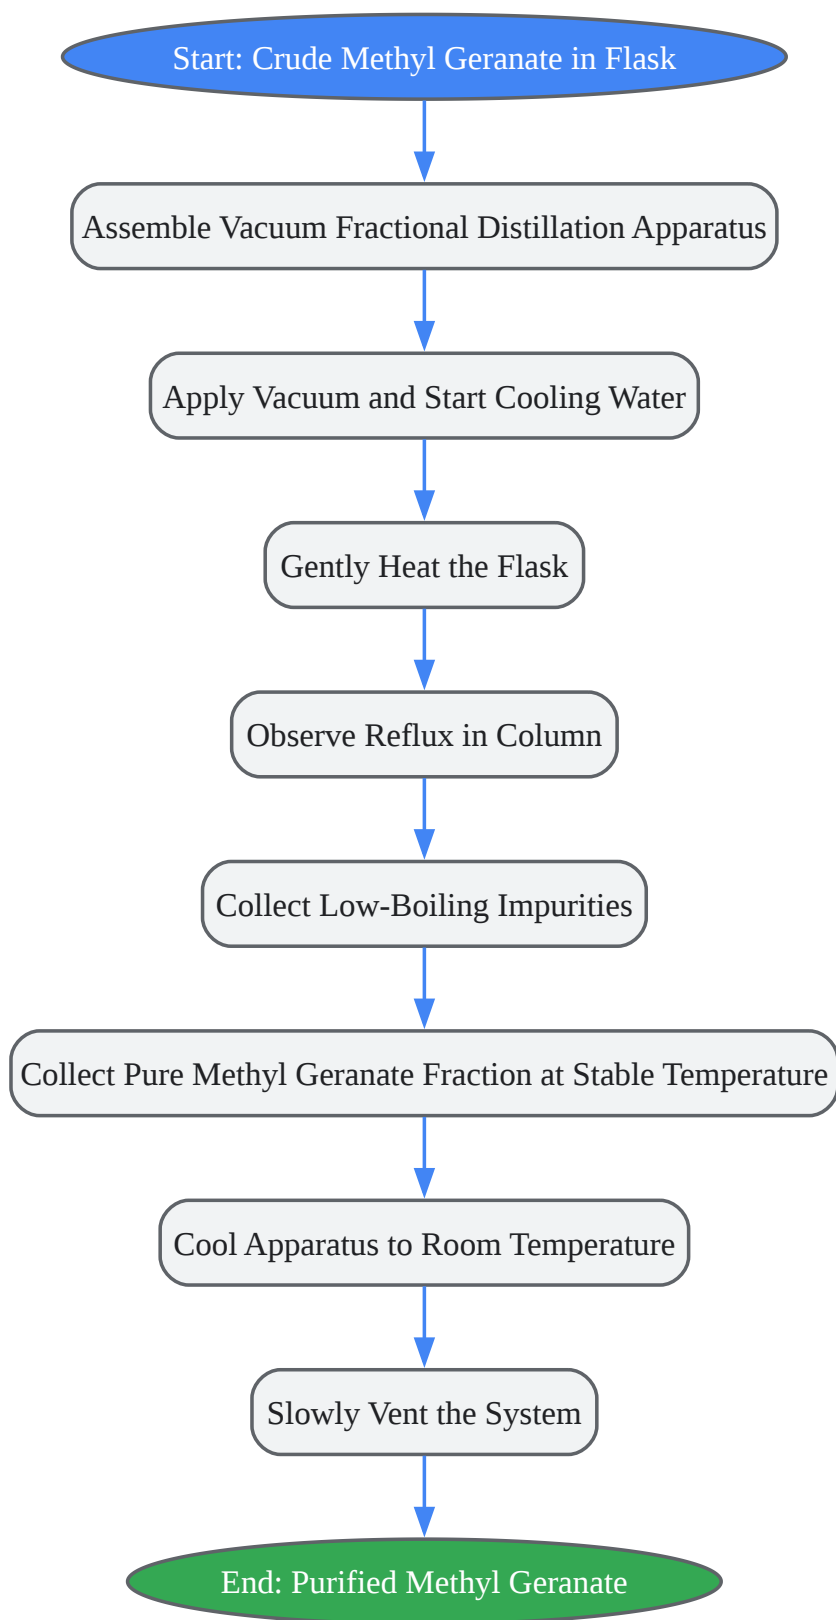 Start: Crude Methyl Geranate in Flask
Assemble Vacuum Fractional Distillation Apparatus
Apply Vacuum and Start Cooling Water
Gently Heat the Flask
Observe Reflux in Column
Collect Low-Boiling Impurities
Collect Pure Methyl Geranate Fraction at Stable Temperature
Cool Apparatus to Room Temperature
Slowly Vent the System
End: Purified Methyl Geranate